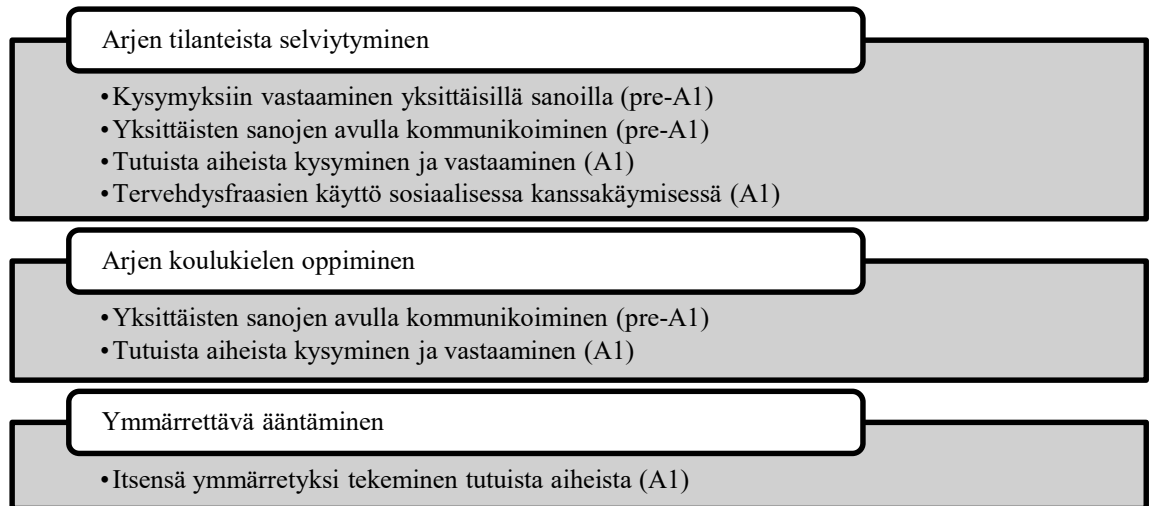 Arjen tilanteista selviytyminen
•Kysymyksiin vastaaminen yksittäisillä sanoilla (pre-A1)
•Yksittäisten sanojen avulla kommunikoiminen (pre-A1)
•Tutuista aiheista kysyminen ja vastaaminen (A1)
•Tervehdysfraasien käyttö sosiaalisessa kanssakäymisessä (A1)
Arjen koulukielen oppiminen
•Yksittäisten sanojen avulla kommunikoiminen (pre-A1)
•Tutuista aiheista kysyminen ja vastaaminen (A1)
Ymmärrettävä ääntäminen
•Itsensä ymmärretyksi tekeminen tutuista aiheista (A1)